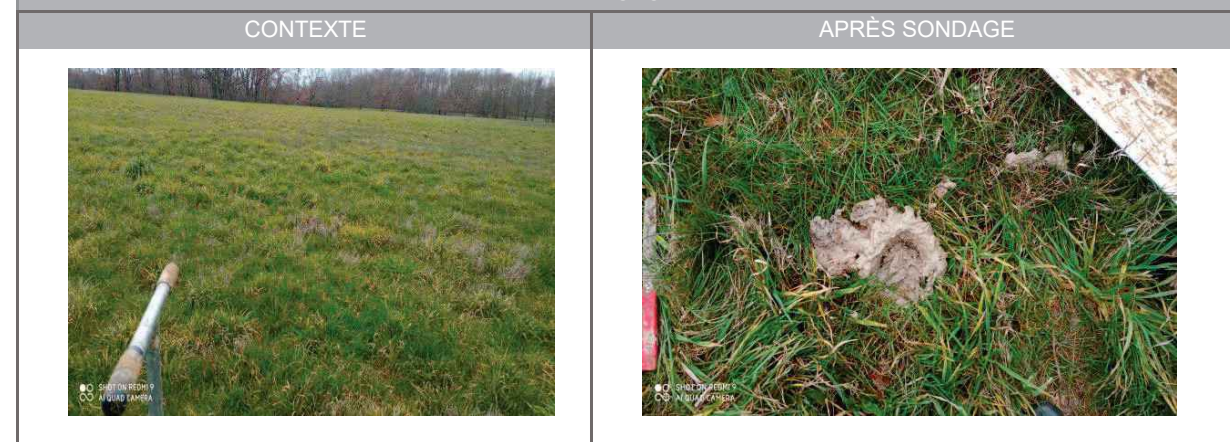 CONTEXTE
APRÈS SONDAGE
SHOT ON REDMI 9
AI QUAD CAMERA
SHOT ON REDMI 9
AI QUAD CAMERA